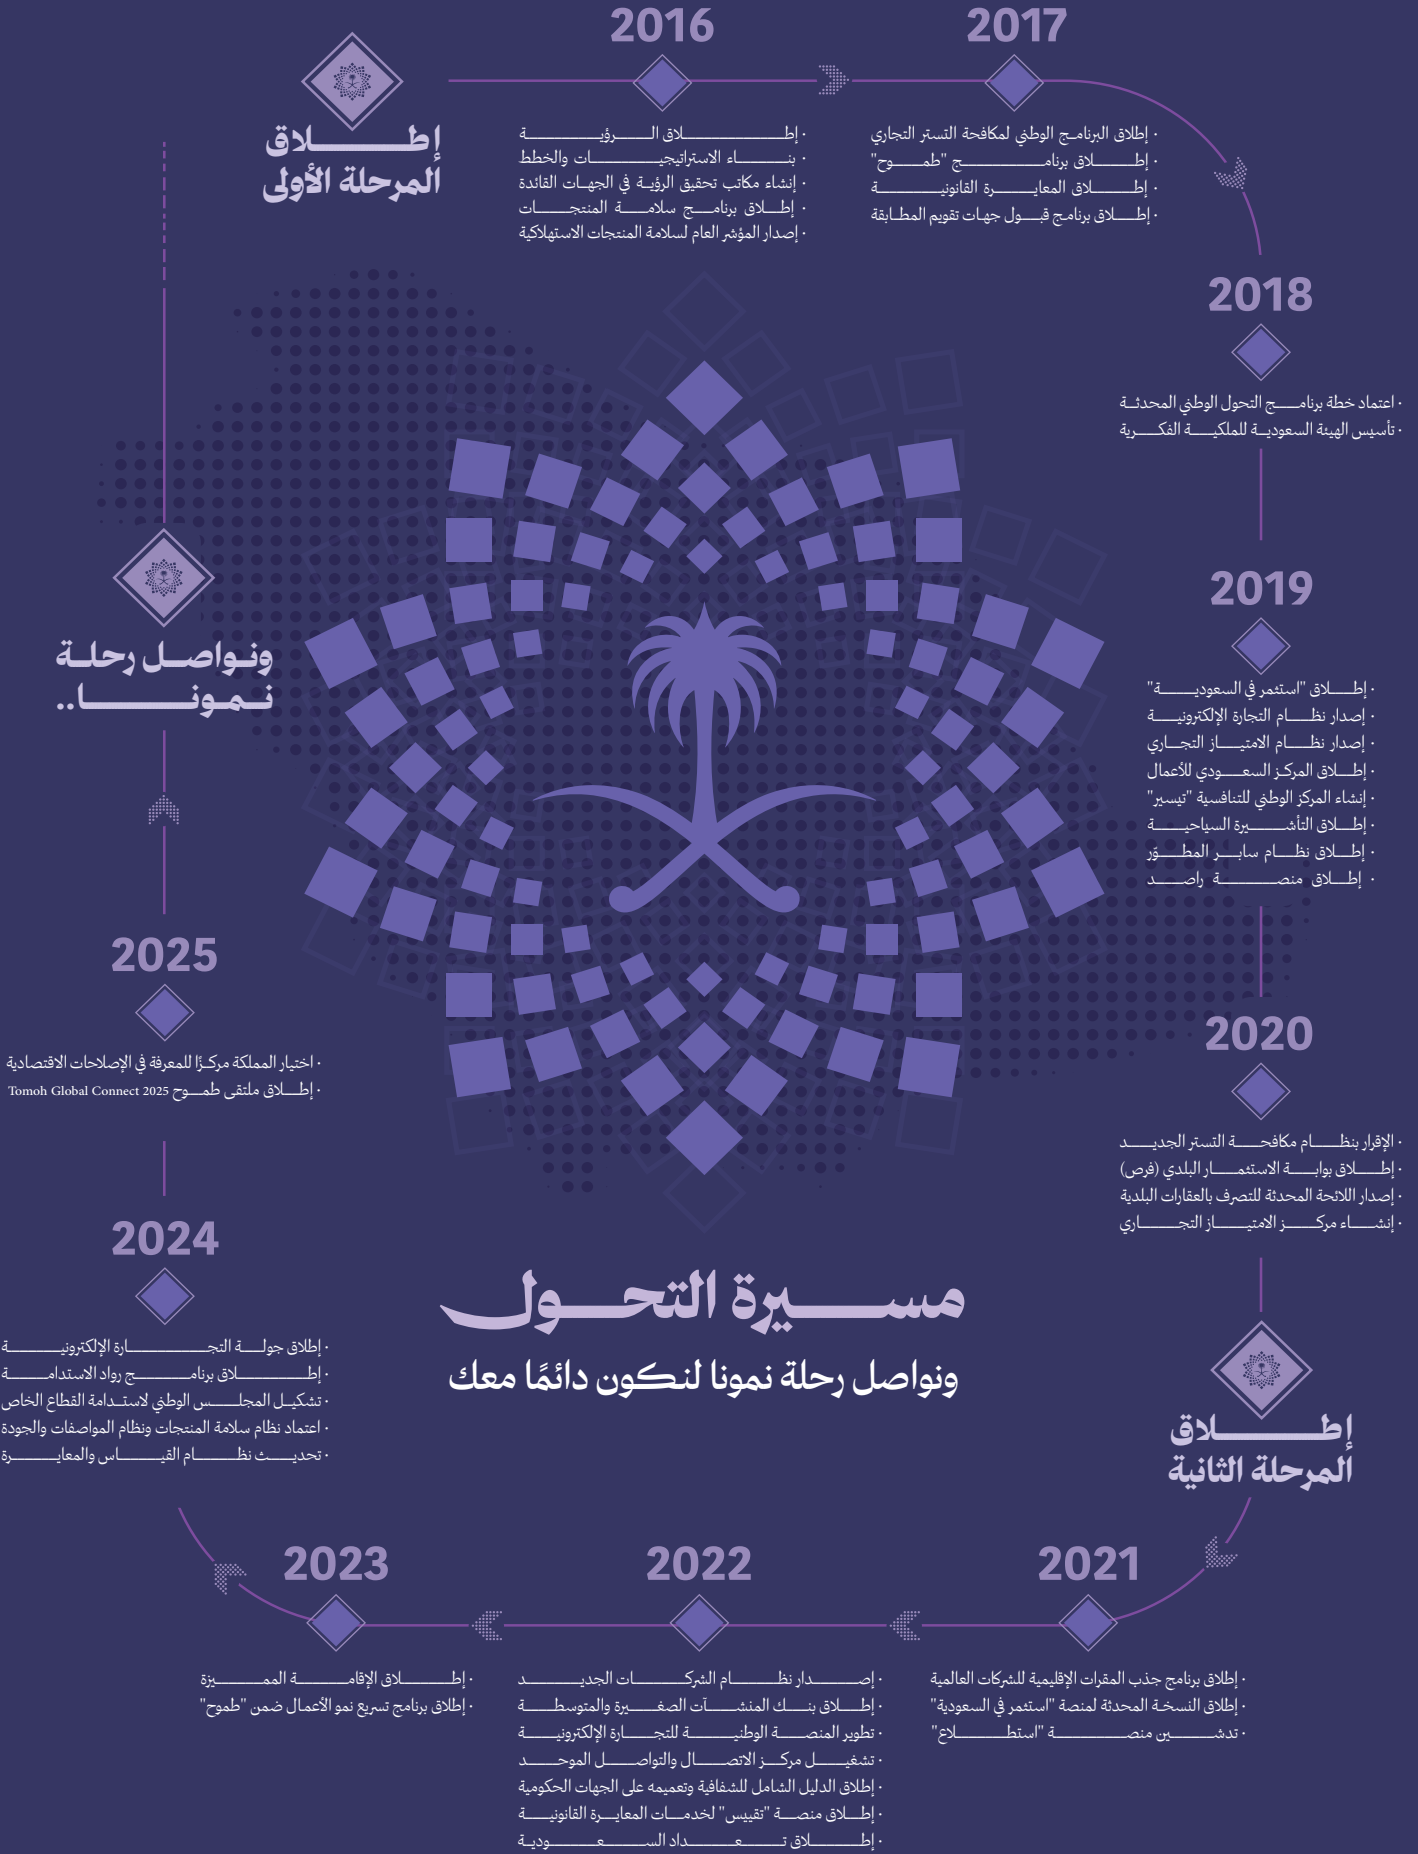 إطلاق
المرحلة الأولى
2016
· إطلاق الرؤية
· بناء الاستراتيجيات والخطط
· إنشاء مكاتب تحقيق الرؤية في الجهات القائدة
· إطلاق برنامج سلامة المنتجات
· إصدار المؤشر العام لسلامة المنتجات الاستهلاكية
2017
· إطلاق البرنامج الوطني لمكافحة التستر التجاري
· إطلاق برنامج "طموح"
· إطلاق المعايرة القانونية
· إطلاق برنامج قبول جهات تقويم المطابقة
2018
· اعتماد خطة برنامج التحول الوطني المحدثة
· تأسيس الهيئة السعودية للملكية الفكرية
2019
· إطلاق "استثمر في السعودية"
· إصدار نظام التجارة الإلكترونية
· إصدار نظام الامتياز التجاري
· إطلاق المركز السعودي للأعمال
· إنشاء المركز الوطني للتنافسية "تيسير"
· إطلاق التأشيرة السياحية
· إطلاق نظام سابر المطوّر
· إطلاق منصة راصد
2020
· الإقرار بنظام مكافحة التستر الجديد
· إطلاق بوابة الاستثمار البلدي (فرص)
· إصدار اللائحة المحدثة للتصرف بالعقارات البلدية
· إنشاء مركز الامتياز التجاري
إطلاق
المرحلة الثانية
2021
· إطلاق برنامج جذب المقرات الإقليمية للشركات العالمية
· إطلاق النسخة المحدثة لمنصة "استثمر في السعودية"
· تدشين منصة "استطلاع"
2022
· إصدار نظام الشركات الجديد
· إطلاق بنك المنشآت الصغيرة والمتوسطة
· تطوير المنصة الوطنية للتجارة الإلكترونية
· تشغيل مركز الاتصال والتواصل الموحد
· إطلاق الدليل الشامل للشفافية وتعميمه على الجهات الحكومية
· إطلاق منصة "تقييس" لخدمات المعايرة القانونية
· إطلاق تعداد السعودية
2023
· إطلاق الإقامة المميزة
· إطلاق برنامج تسريع نمو الأعمال ضمن "طموح"
2024
· إطلاق جولة التجارة الإلكترونية
· إطلاق برنامج رواد الاستدامة
· تشكيل المجلس الوطني لاستدامة القطاع الخاص
· اعتماد نظام سلامة المنتجات ونظام المواصفات والجودة
· تحديث نظام القياس والمعايرة
2025
· اختيار المملكة مركزًا للمعرفة في الإصلاحات الاقتصادية
· إطلاق ملتقى طموح Tomoh Global Connect 2025
ونواصل رحلة
نمونا..
مسيرة التحول
ونواصل رحلة نمونا لنكون دائمًا معك